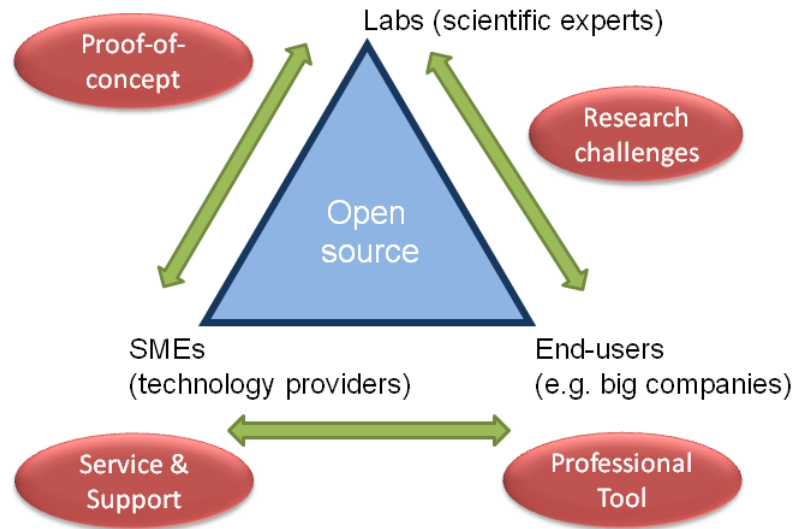 Labs (scientific experts)
Proof-of-
concept
Research
challenges
Open
source
SMEs
(technology providers)
End-users
(e.g. big companies)
Service &
Support
Professional
Tool